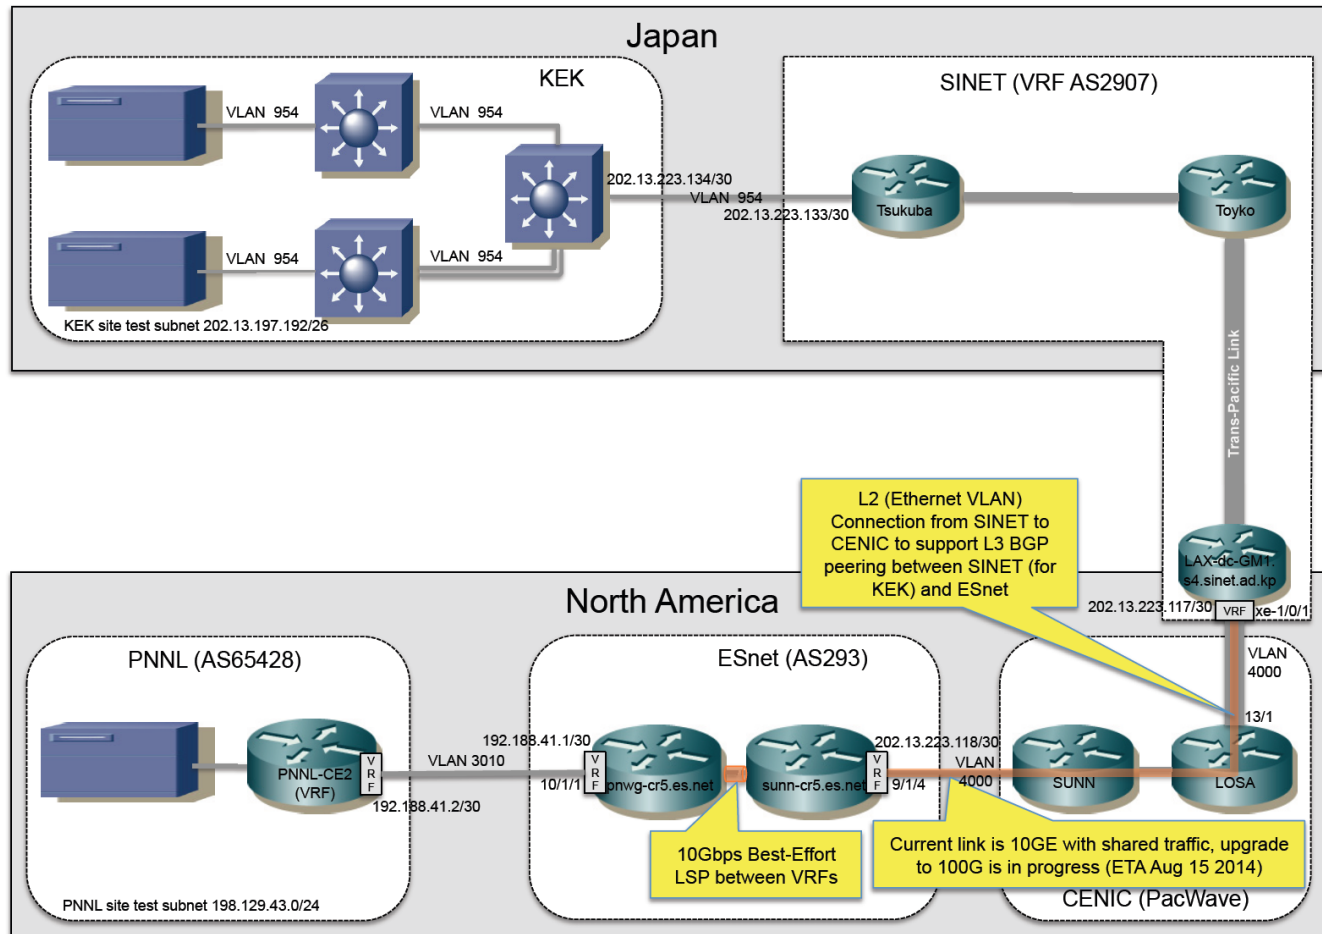 Japan
KEK
SINET (VRF AS2907)
VLAN  954
VLAN  954
202.13.223.134/30
VLAN  954
202.13.223.133/30
Tsukuba
Toyko
VLAN  954
VLAN  954
KEK site test subnet 202.13.197.192/26
Trans-Pacific Link
L2 (Ethernet VLAN)
Connection from SINET to
CENIC to support L3 BGP
peering between SINET (for
KEK) and ESnet
LAX-dc-GM1.
s4.sinet.ad.kp
202.13.223.117/30
VRF
xe-1/0/1
North America
PNNL (AS65428)
ESnet (AS293)
VLAN
4000
13/1
PNNL-CE2
(VRF)
VRF
VLAN 3010
192.188.41.2/30
192.188.41.1/30
VRF
10/1/1
pnwg-cr5.es.net
sunn-cr5.es.net
VRF
202.13.223.118/30
VLAN
4000
9/1/4
SUNN
LOSA
10Gbps Best-Effort
LSP between VRFs
Current link is 10GE with shared traffic, upgrade
to 100G is in progress (ETA Aug 15 2014)
CENIC (PacWave)
PNNL site test subnet 198.129.43.0/24